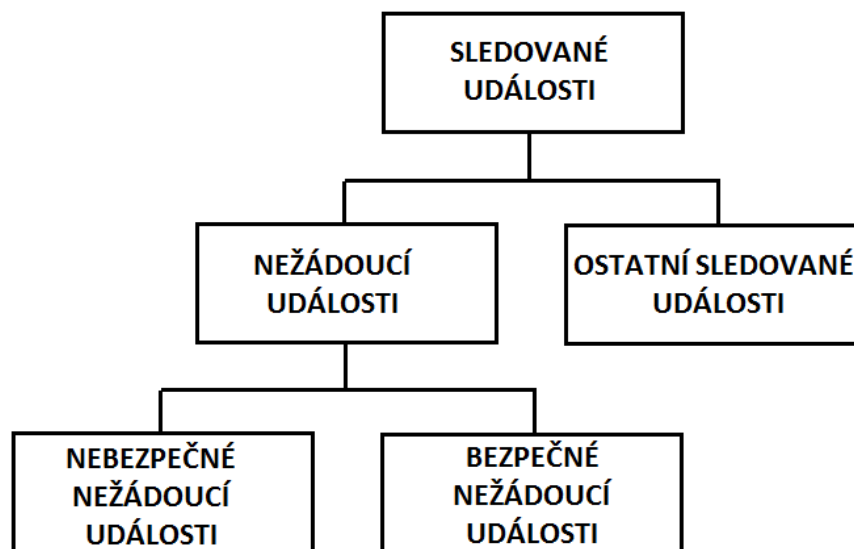 SLEDOVANÉ
UDÁLOSTI
NEŽÁDOUCÍ
UDÁLOSTI
OSTATNÍ SLEDOVANÉ
UDÁLOSTI
NEBEZPEČNÉ
NEŽÁDOUCÍ
UDÁLOSTI
BEZPEČNÉ
NEŽÁDOUCÍ
UDÁLOSTI